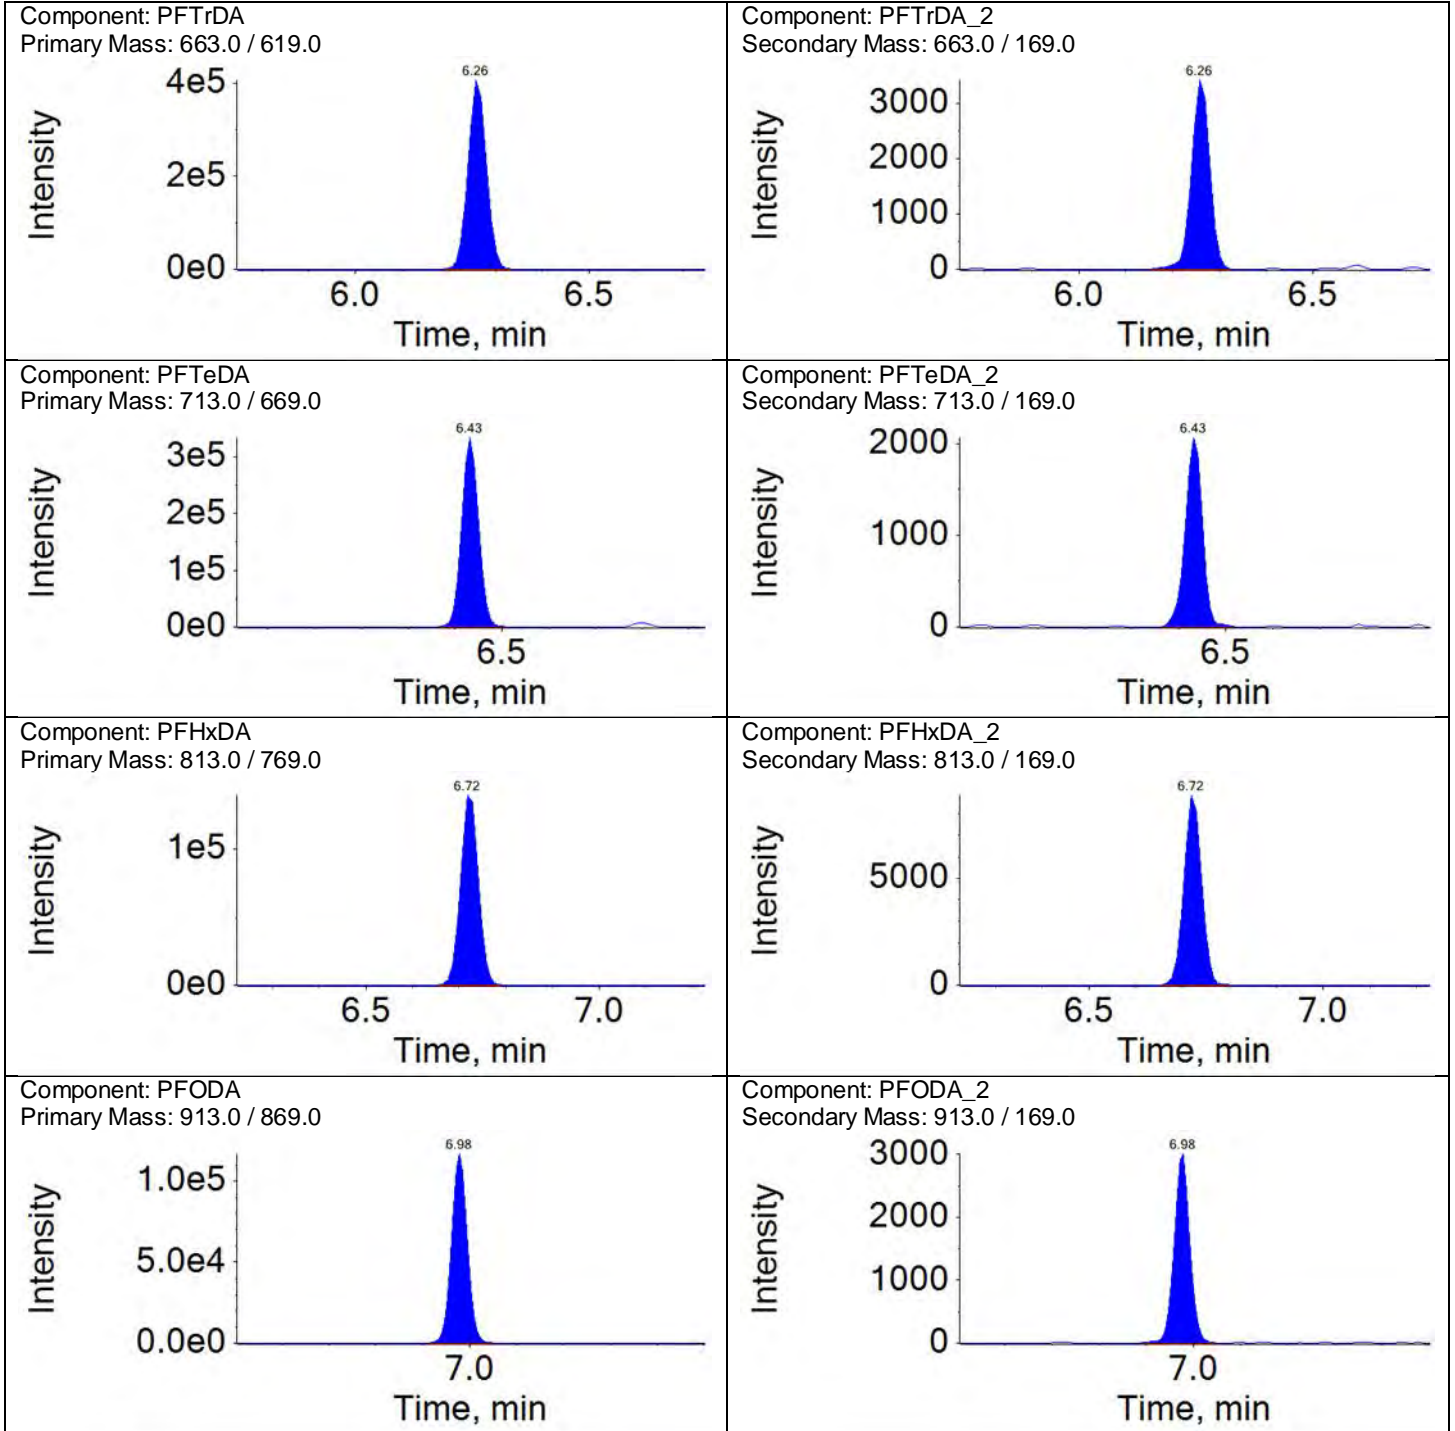 Component: PFTrDA
Primary Mass: 663.0 / 619.0
6.26
4e5
2e5
0e0
Intensity
6.0
6.5
Time, min
Component: PFTrDA_2
Secondary Mass: 663.0 / 169.0
6.26
3000
2000
1000
0
Intensity
6.0
6.5
Time, min
Component: PFTeDA
Primary Mass: 713.0 / 669.0
6.43
3e5
2e5
1e5
0e0
Intensity
6.5
Time, min
Component: PFTeDA_2
Secondary Mass: 713.0 / 169.0
6.43
2000
1000
0
Intensity
6.5
Time, min
Component: PFHxDA
Primary Mass: 813.0 / 769.0
6.72
1e5
0e0
Intensity
6.5
7.0
Time, min
Component: PFHxDA_2
Secondary Mass: 813.0 / 169.0
6.72
5000
0
Intensity
6.5
7.0
Time, min
Component: PFODA
Primary Mass: 913.0 / 869.0
6.98
1.0e5
5.0e4
0.0e0
Intensity
7.0
Time, min
Component: PFODA_2
Secondary Mass: 913.0 / 169.0
6.98
3000
2000
1000
0
Intensity
7.0
Time, min